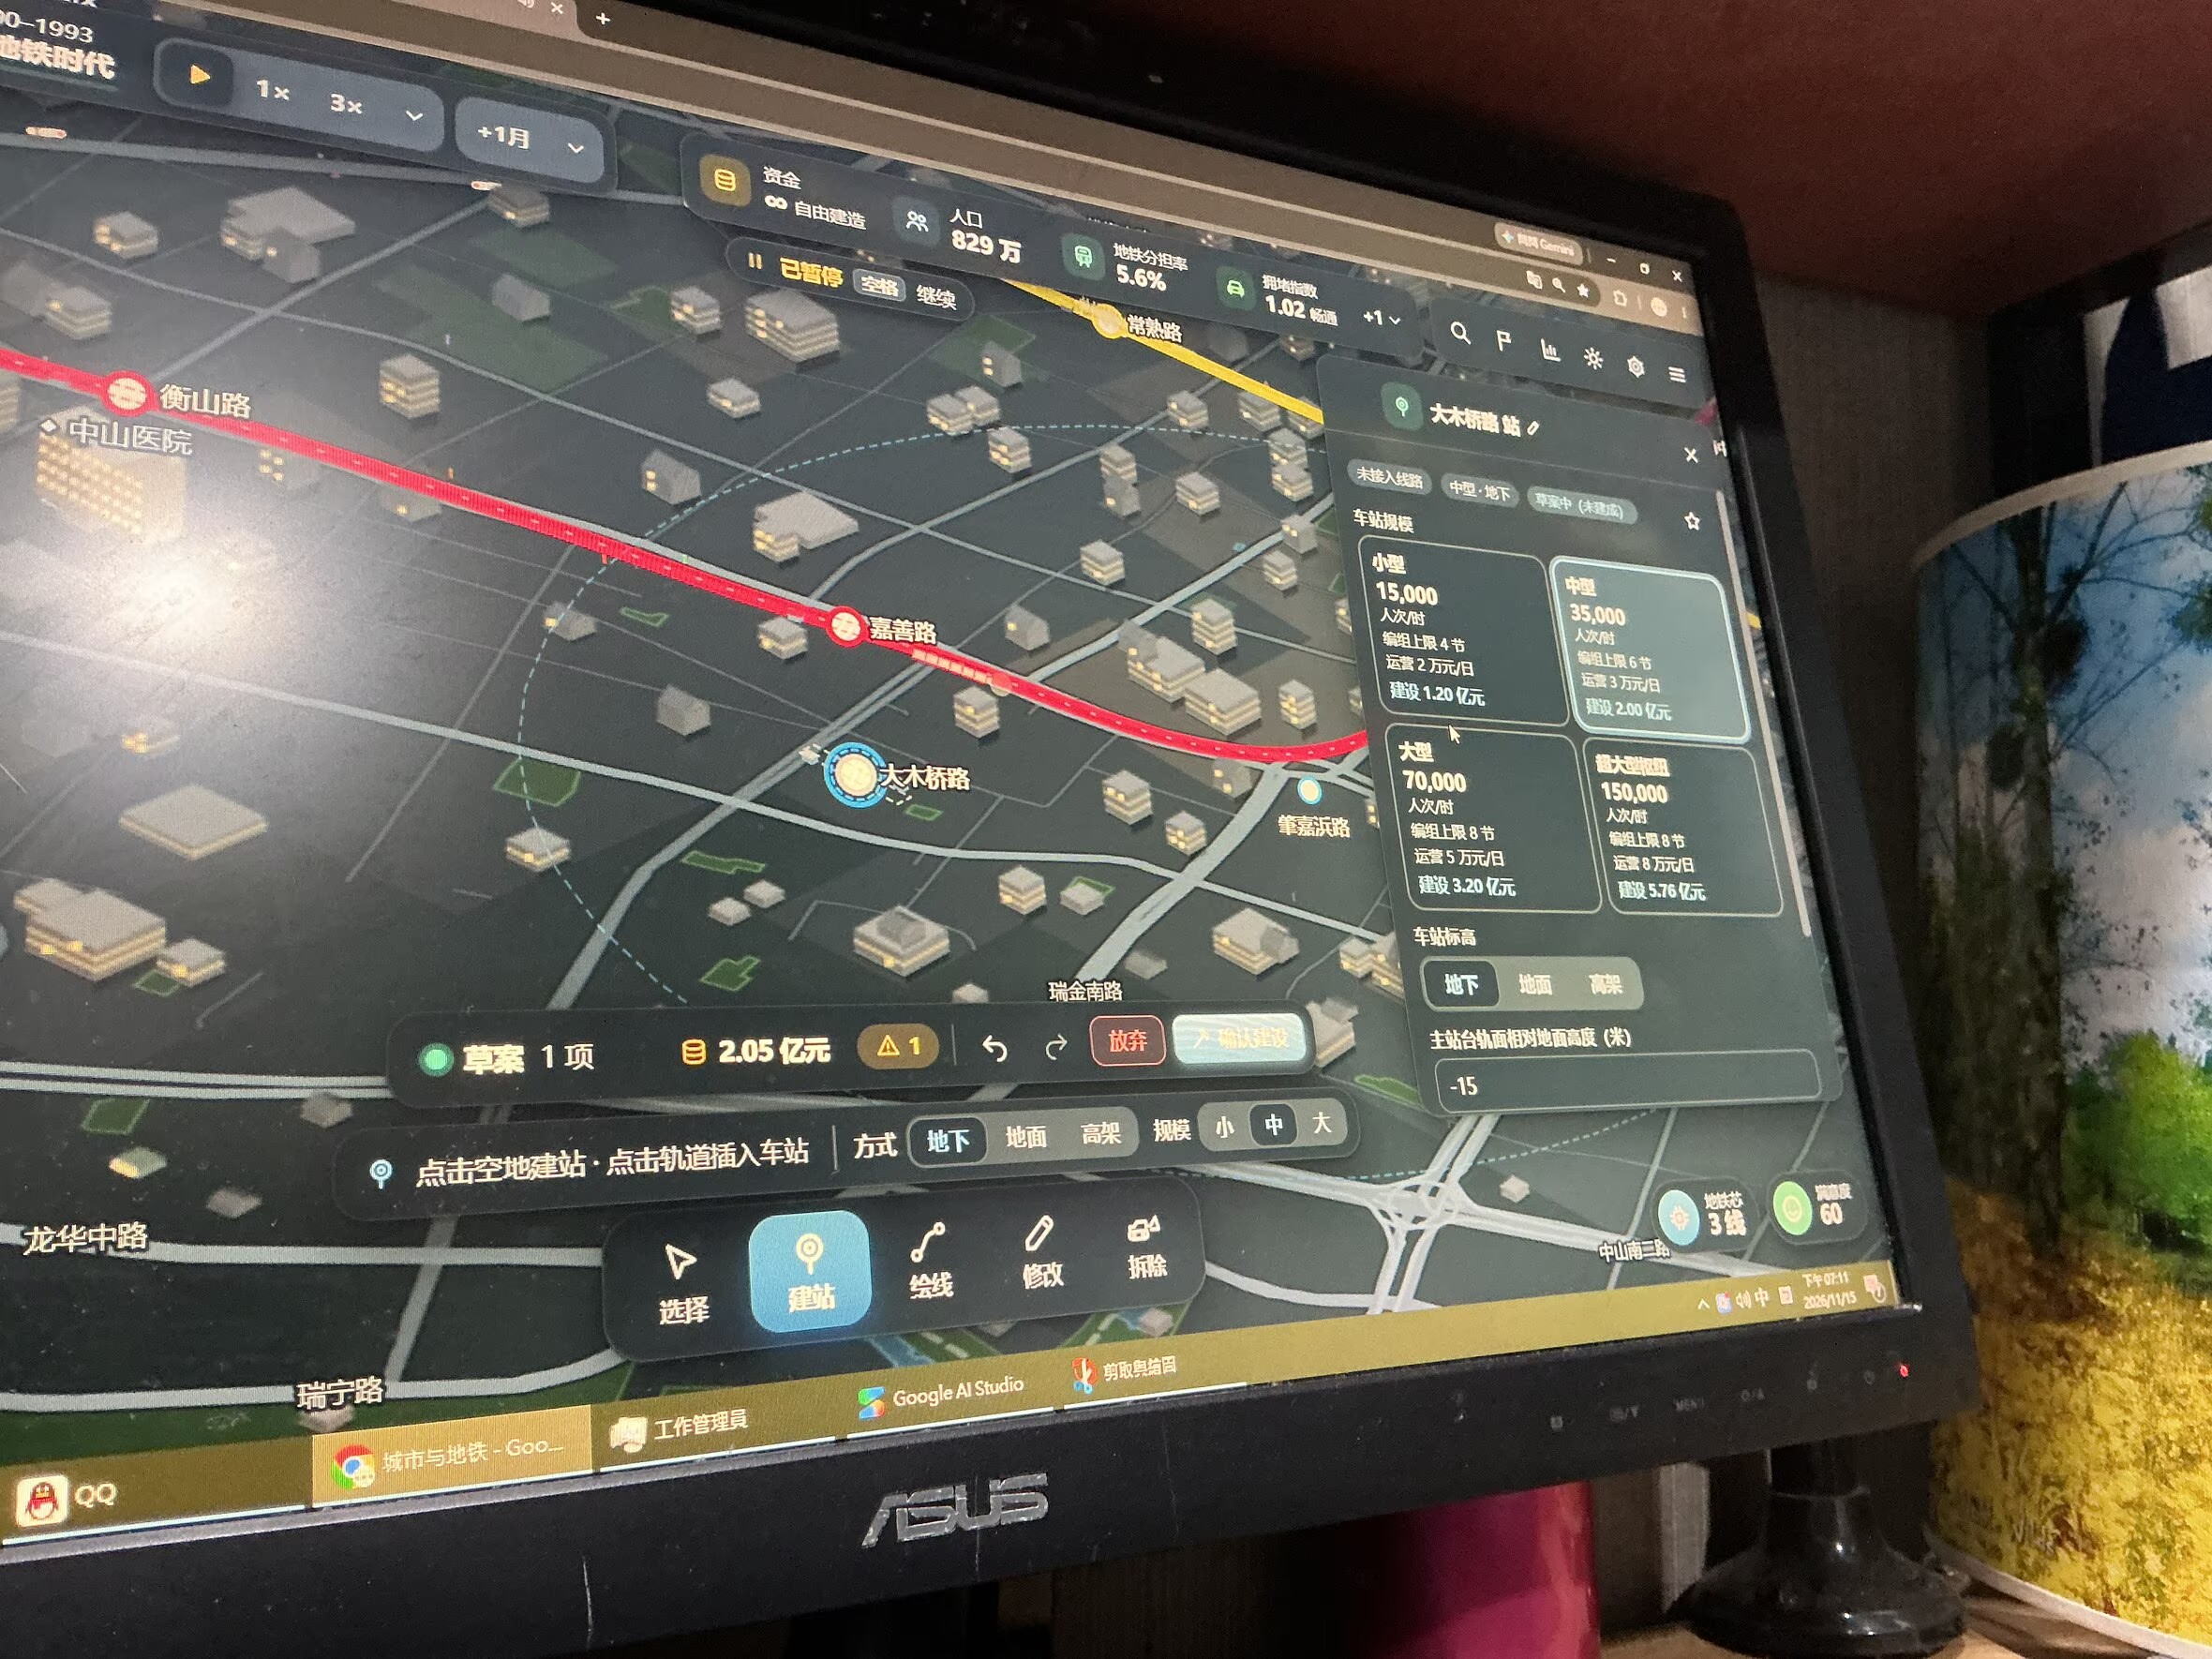 00–1993
地铁时代
1×
3×
+1月
资金
∞ 自由建造
人口
829 万
地铁分担率
5.6%
拥堵指数
1.02 畅通
+1
已暂停 空格 继续
Gemini
常熟路
衡山路
中山医院
嘉善路
大木桥路
肇嘉浜路
瑞金南路
龙华中路
瑞宁路
中山南二路
大木桥路 站
未接入线路
中型 · 地下
草案中（未建成）
车站规模
小型
15,000
人次/时
编组上限 4 节
运营 2 万元/日
建设 1.20 亿元
中型
35,000
人次/时
编组上限 6 节
运营 3 万元/日
建设 2.00 亿元
大型
70,000
人次/时
编组上限 8 节
运营 5 万元/日
建设 3.20 亿元
超大型枢纽
150,000
人次/时
编组上限 8 节
运营 8 万元/日
建设 5.76 亿元
车站标高
地下 地面 高架
主站台轨面相对地面高度（米）
-15
草案 1 项
2.05 亿元
1
放弃
确认建设
点击空地建站 · 点击轨道插入车站
方式 地下 地面 高架
规模 小 中 大
选择
建站
绘线
修改
拆除
地铁芯
3 线
满意度
60
QQ
城市与地铁 - Goo...
工作管理員
Google AI Studio
剪取與繪圖
中
下午 07:11
2026/11/15
ASUS
MENU